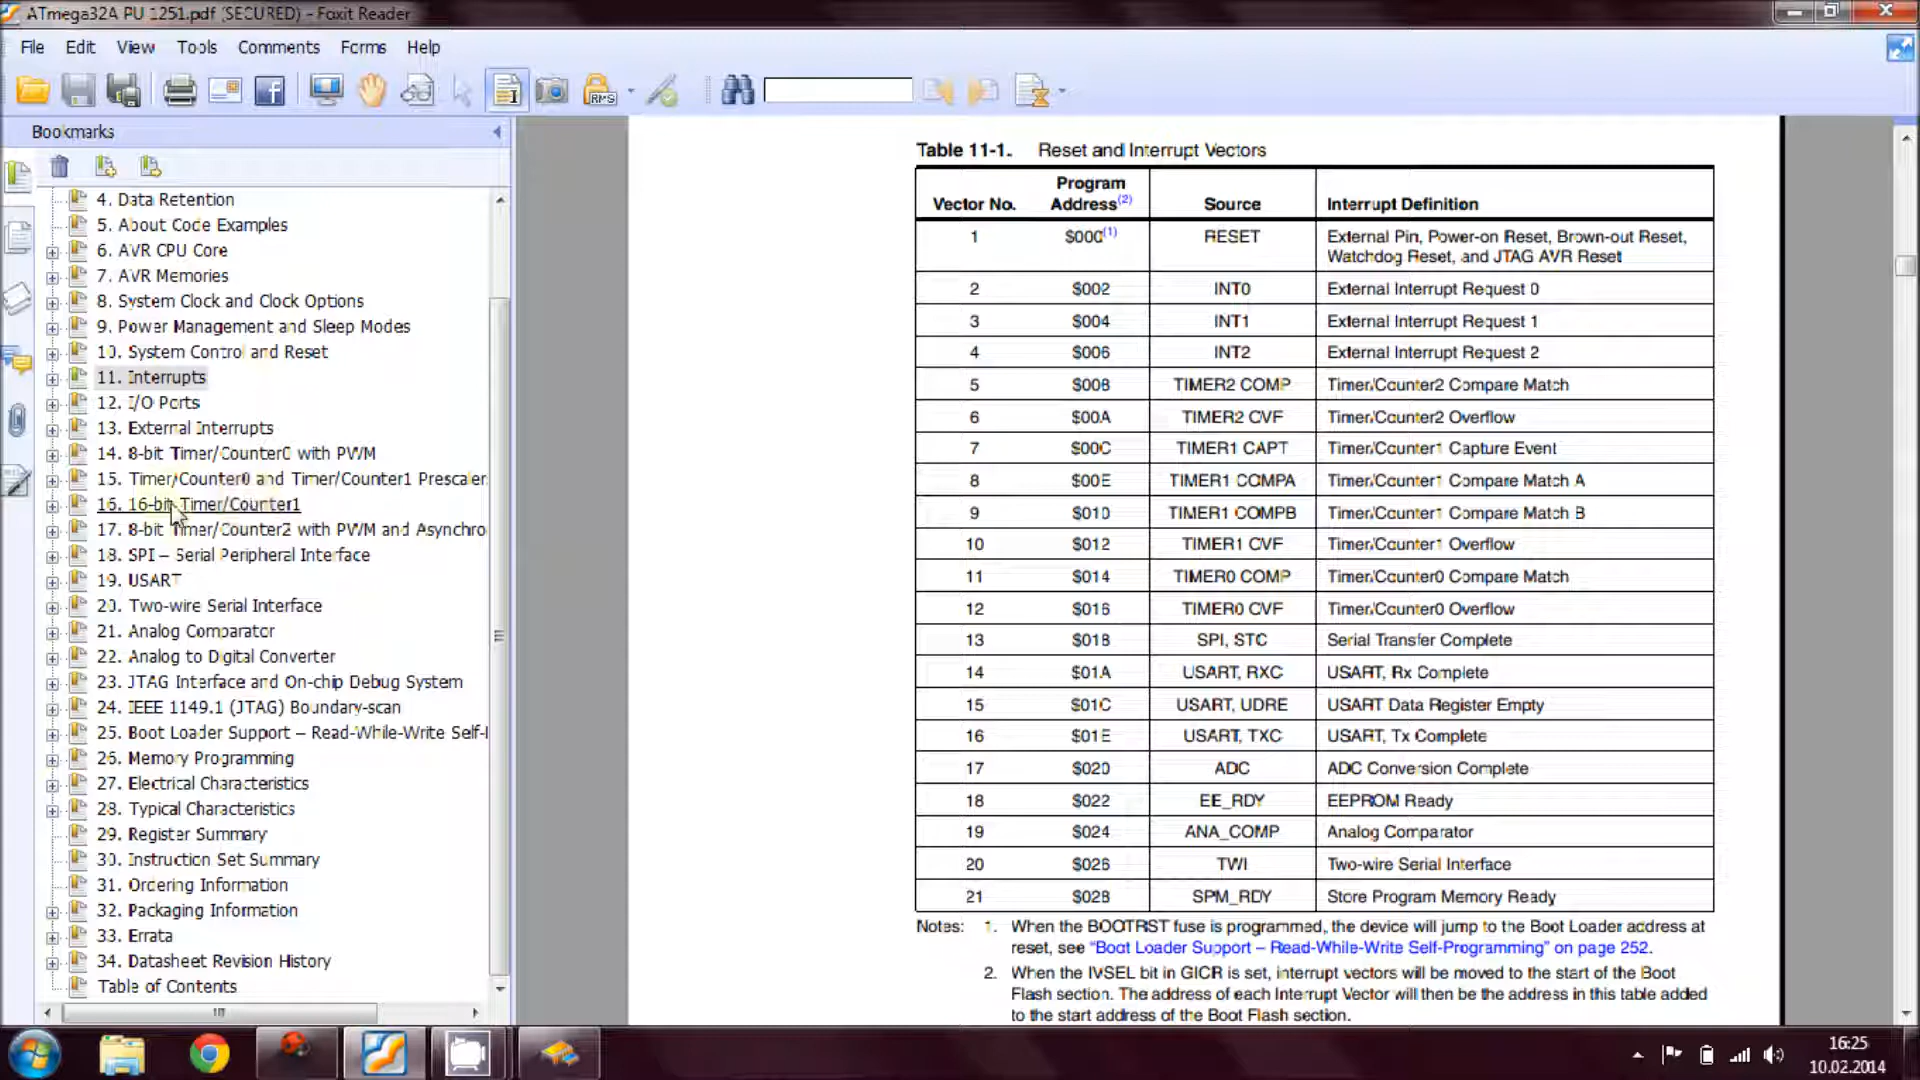 ATmega32A PU 1251.pdf (SECURED) - Foxit Reader
File Edit View Tools Comments Forms Help
RMS
Bookmarks
4. Data Retention
5. About Code Examples
6. AVR CPU Core
7. AVR Memories
8. System Clock and Clock Options
9. Power Management and Sleep Modes
10. System Control and Reset
11. Interrupts
12. I/O Ports
13. External Interrupts
14. 8-bit Timer/Counter0 with PWM
15. Timer/Counter0 and Timer/Counter1 Prescaler
16. 16-bit Timer/Counter1
17. 8-bit Timer/Counter2 with PWM and Asynchro
18. SPI – Serial Peripheral Interface
19. USART
20. Two-wire Serial Interface
21. Analog Comparator
22. Analog to Digital Converter
23. JTAG Interface and On-chip Debug System
24. IEEE 1149.1 (JTAG) Boundary-scan
25. Boot Loader Support – Read-While-Write Self-
26. Memory Programming
27. Electrical Characteristics
28. Typical Characteristics
29. Register Summary
30. Instruction Set Summary
31. Ordering Information
32. Packaging Information
33. Errata
34. Datasheet Revision History
Table of Contents
Table 11-1. Reset and Interrupt Vectors
Vector No. Program Address(2) Source Interrupt Definition
1 $000(1) RESET External Pin, Power-on Reset, Brown-out Reset,
Watchdog Reset, and JTAG AVR Reset
2 $002 INT0 External Interrupt Request 0
3 $004 INT1 External Interrupt Request 1
4 $006 INT2 External Interrupt Request 2
5 $008 TIMER2 COMP Timer/Counter2 Compare Match
6 $00A TIMER2 OVF Timer/Counter2 Overflow
7 $00C TIMER1 CAPT Timer/Counter1 Capture Event
8 $00E TIMER1 COMPA Timer/Counter1 Compare Match A
9 $010 TIMER1 COMPB Timer/Counter1 Compare Match B
10 $012 TIMER1 OVF Timer/Counter1 Overflow
11 $014 TIMER0 COMP Timer/Counter0 Compare Match
12 $016 TIMER0 OVF Timer/Counter0 Overflow
13 $018 SPI, STC Serial Transfer Complete
14 $01A USART, RXC USART, Rx Complete
15 $01C USART, UDRE USART Data Register Empty
16 $01E USART, TXC USART, Tx Complete
17 $020 ADC ADC Conversion Complete
18 $022 EE_RDY EEPROM Ready
19 $024 ANA_COMP Analog Comparator
20 $026 TWI Two-wire Serial Interface
21 $028 SPM_RDY Store Program Memory Ready
Notes: 1. When the BOOTRST fuse is programmed, the device will jump to the Boot Loader address at
reset, see "Boot Loader Support – Read-While-Write Self-Programming" on page 252.
2. When the IVSEL bit in GICR is set, interrupt vectors will be moved to the start of the Boot
Flash section. The address of each Interrupt Vector will then be the address in this table added
to the start address of the Boot Flash section.
16:25
10.02.2014